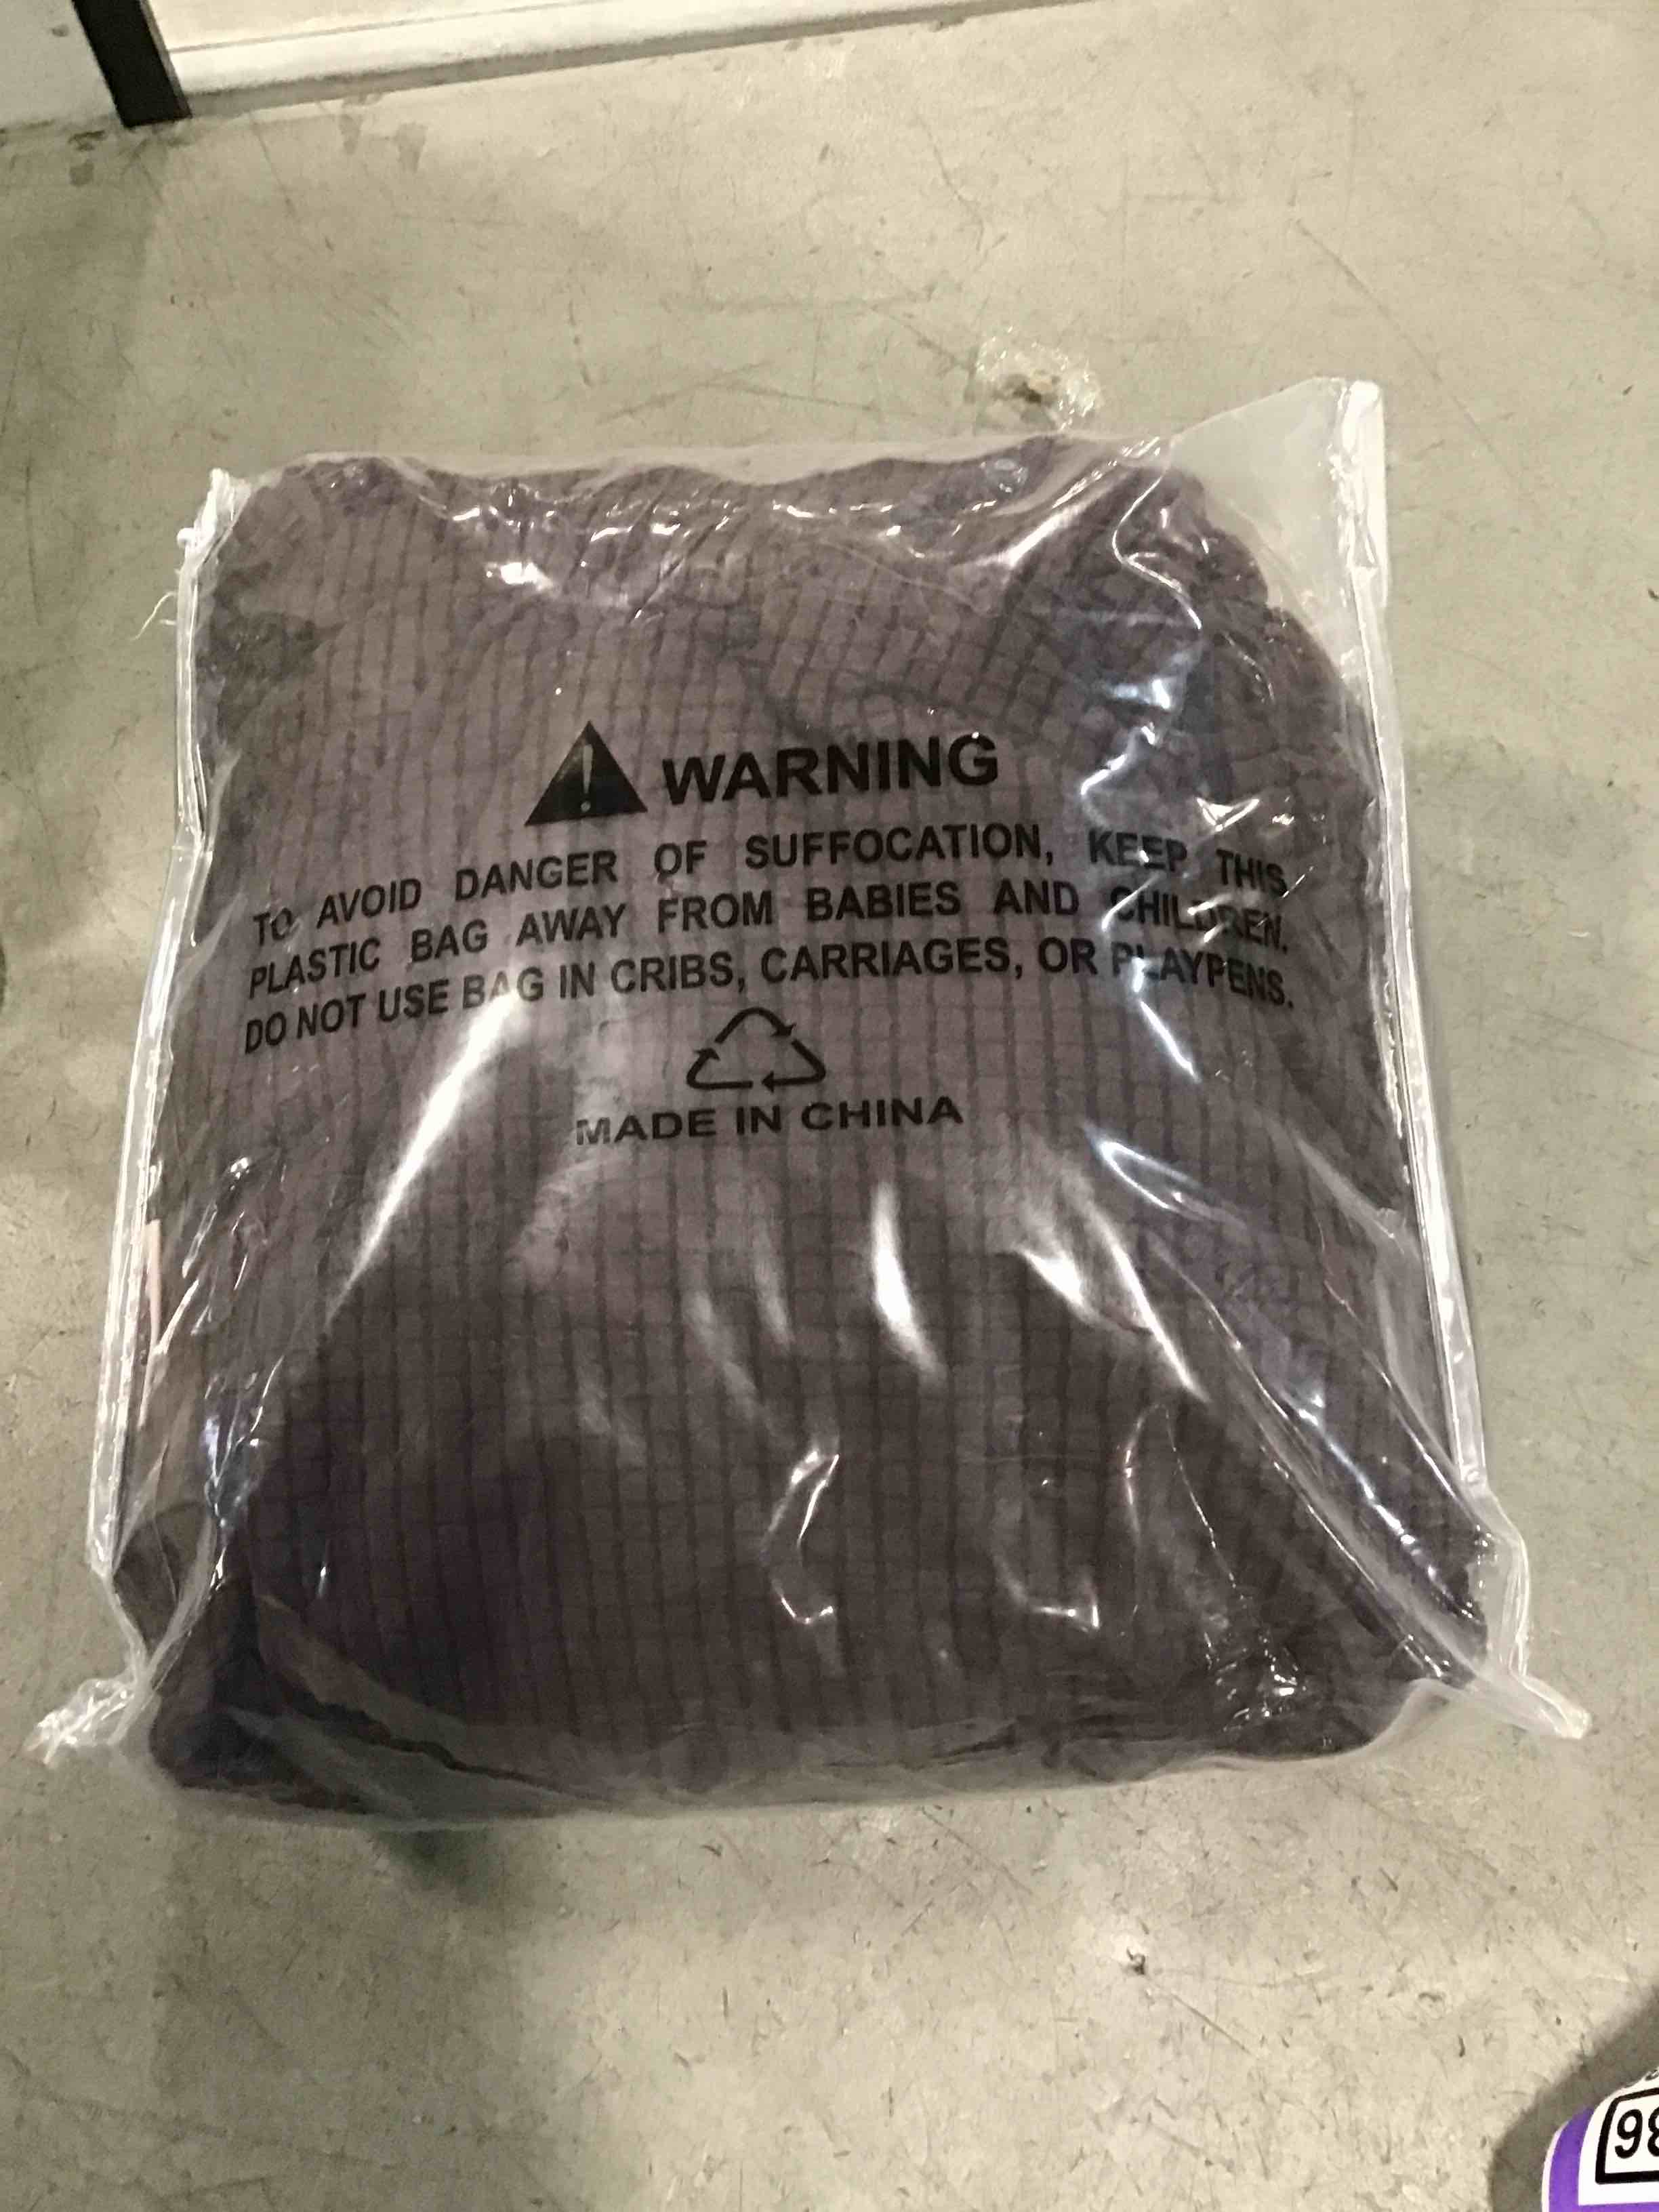 WARNING
TO AVOID DANGER OF SUFFOCATION, KEEP THIS
PLASTIC BAG AWAY FROM BABIES AND CHILDREN.
DO NOT USE BAG IN CRIBS, CARRIAGES, OR PLAYPENS.
MADE IN CHINA